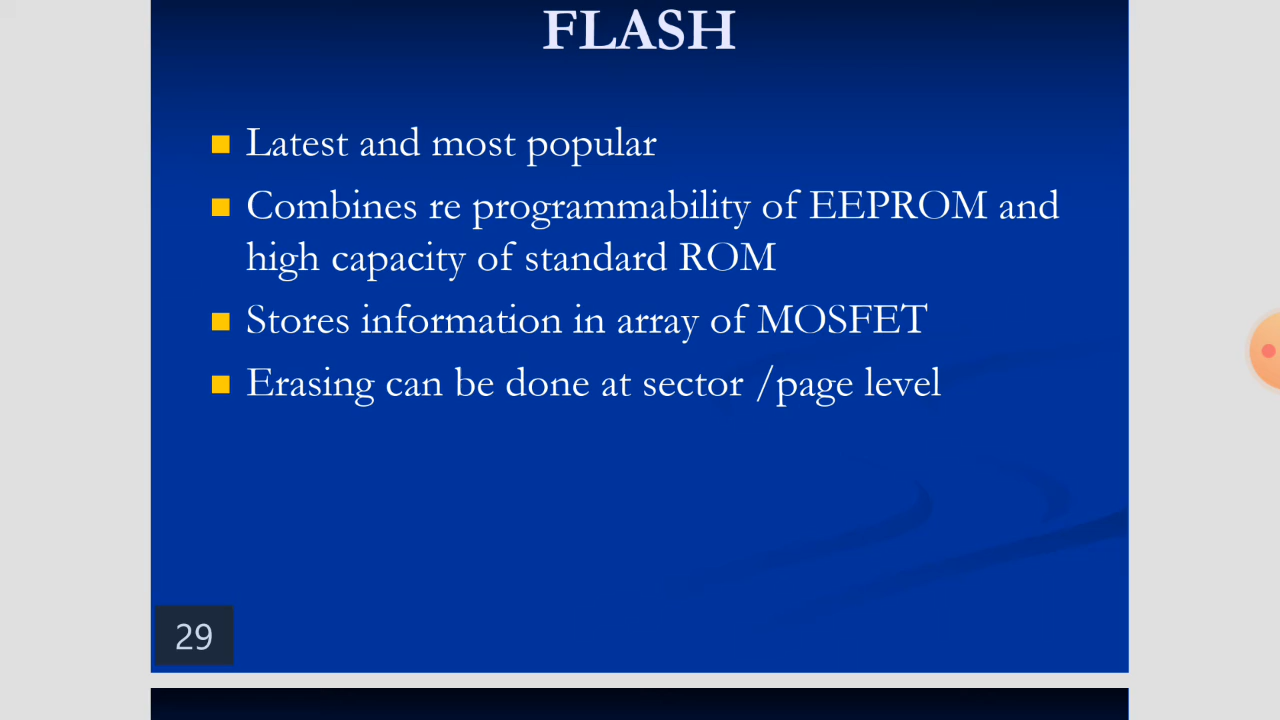 FLASH
Latest and most popular
Combines re programmability of EEPROM and
high capacity of standard ROM
Stores information in array of MOSFET
Erasing can be done at sector /page level
29